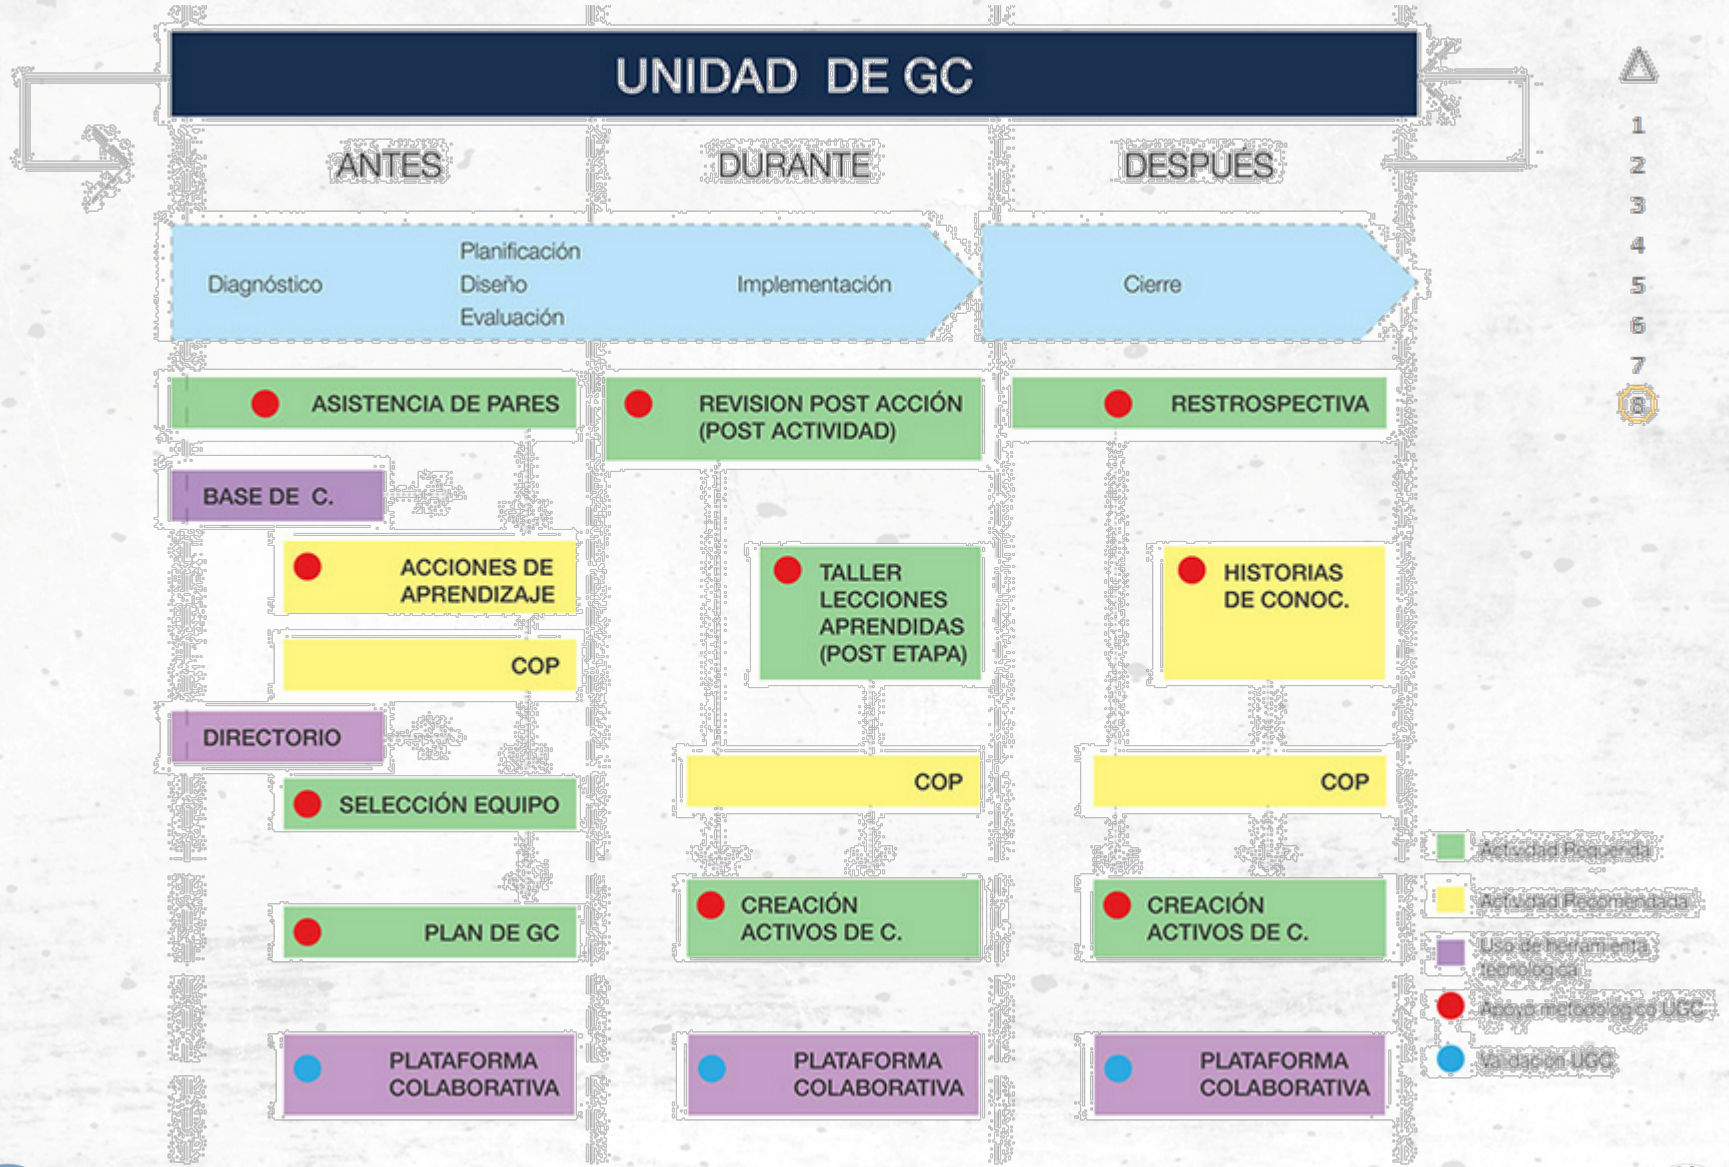 UNIDAD DE GC
ANTES
DURANTE
DESPUÉS
Diagnóstico
Planificación
Diseño
Evaluación
Implementación
Cierre
ASISTENCIA DE PARES
REVISION POST ACCIÓN
(POST ACTIVIDAD)
RESTROSPECTIVA
BASE DE C.
ACCIONES DE
APRENDIZAJE
COP
DIRECTORIO
SELECCIÓN EQUIPO
PLAN DE GC
PLATAFORMA
COLABORATIVA
TALLER
LECCIONES
APRENDIDAS
(POST ETAPA)
COP
CREACIÓN
ACTIVOS DE C.
PLATAFORMA
COLABORATIVA
HISTORIAS
DE CONOC.
COP
CREACIÓN
ACTIVOS DE C.
PLATAFORMA
COLABORATIVA
Actividad Requerida
Actividad Recomendada
Uso de herramienta
tecnológica
Apoyo metodológico UGC
Validación UGC
1
2
3
4
5
6
7
8